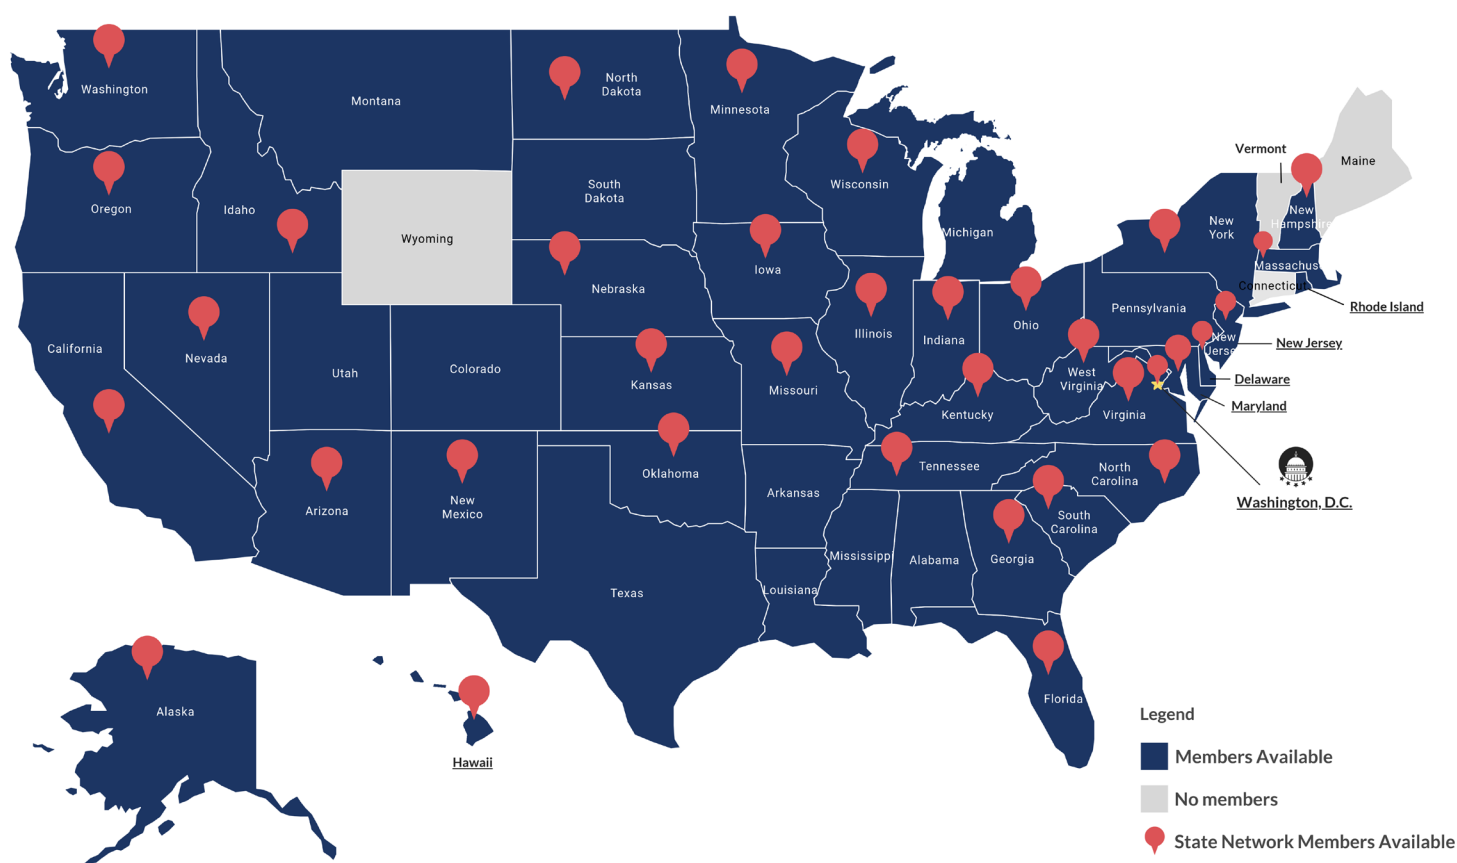 Washington
Montana
North
Dakota
Minnesota
Vermont
Maine
Oregon
Idaho
South
Dakota
Wisconsin
New
Hampshire
New
York
Michigan
Wyoming
Iowa
Massachus
Connecticut
Nebraska
Rhode Island
Pennsylvania
California
Nevada
Illinois
Indiana
Ohio
New
Jerse
New Jersey
Utah
Colorado
Kansas
Missouri
West
Virginia
Delaware
Kentucky
Virginia
Maryland
Arizona
New
Mexico
Oklahoma
Arkansas
Tennessee
North
Carolina
Washington, D.C.
South
Carolina
Mississippi
Alabama
Georgia
Texas
Louisiana
Alaska
Hawaii
Florida
Legend
Members Available
No members
State Network Members Available